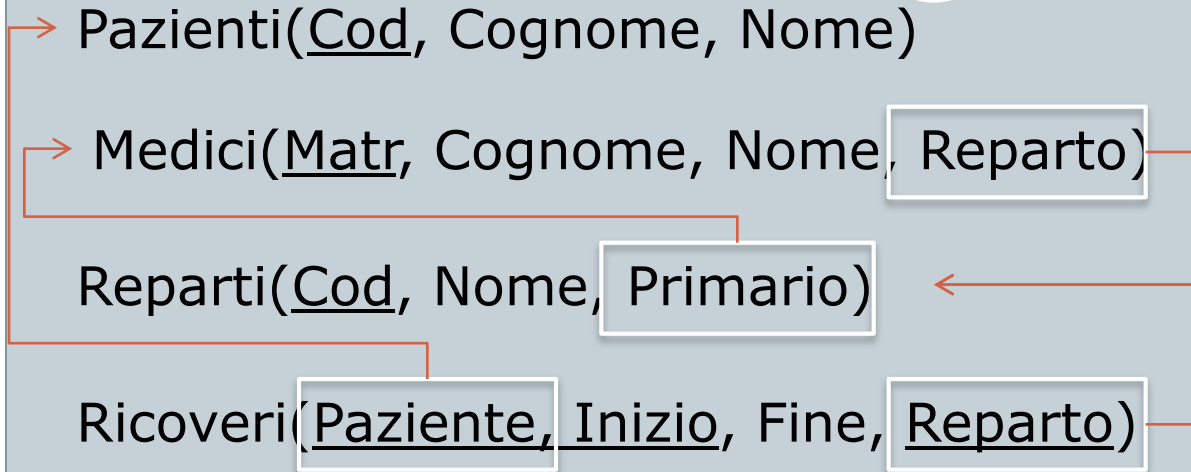 Pazienti(Cod, Cognome, Nome)
Medici(Matr, Cognome, Nome, Reparto)
Reparti(Cod, Nome, Primario)
Ricoveri(Paziente, Inizio, Fine, Reparto)